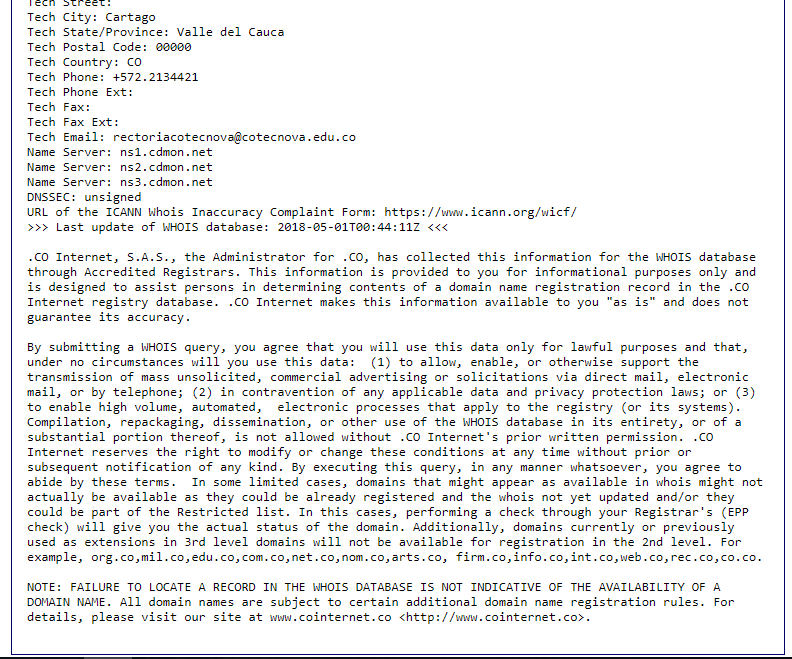 Tech Street:
Tech City: Cartago
Tech State/Province: Valle del Cauca
Tech Postal Code: 00000
Tech Country: CO
Tech Phone: +572.2134421
Tech Phone Ext:
Tech Fax:
Tech Fax Ext:
Tech Email: rectoriacotecnova@cotecnova.edu.co
Name Server: ns1.cdmon.net
Name Server: ns2.cdmon.net
Name Server: ns3.cdmon.net
DNSSEC: unsigned
URL of the ICANN Whois Inaccuracy Complaint Form: https://www.icann.org/wicf/
>>> Last update of WHOIS database: 2018-05-01T00:44:11Z <<<
.CO Internet, S.A.S., the Administrator for .CO, has collected this information for the WHOIS database
through Accredited Registrars. This information is provided to you for informational purposes only and
is designed to assist persons in determining contents of a domain name registration record in the .CO
Internet registry database. .CO Internet makes this information available to you "as is" and does not
guarantee its accuracy.
By submitting a WHOIS query, you agree that you will use this data only for lawful purposes and that,
under no circumstances will you use this data:  (1) to allow, enable, or otherwise support the
transmission of mass unsolicited, commercial advertising or solicitations via direct mail, electronic
mail, or by telephone; (2) in contravention of any applicable data and privacy protection laws; or (3)
to enable high volume, automated,  electronic processes that apply to the registry (or its systems).
Compilation, repackaging, dissemination, or other use of the WHOIS database in its entirety, or of a
substantial portion thereof, is not allowed without .CO Internet's prior written permission. .CO
Internet reserves the right to modify or change these conditions at any time without prior or
subsequent notification of any kind. By executing this query, in any manner whatsoever, you agree to
abide by these terms.  In some limited cases, domains that might appear as available in whois might not
actually be available as they could be already registered and the whois not yet updated and/or they
could be part of the Restricted list. In this cases, performing a check through your Registrar's (EPP
check) will give you the actual status of the domain. Additionally, domains currently or previously
used as extensions in 3rd level domains will not be available for registration in the 2nd level. For
example, org.co,mil.co,edu.co,com.co,net.co,nom.co,arts.co, firm.co,info.co,int.co,web.co,rec.co,co.co.
NOTE: FAILURE TO LOCATE A RECORD IN THE WHOIS DATABASE IS NOT INDICATIVE OF THE AVAILABILITY OF A
DOMAIN NAME. All domain names are subject to certain additional domain name registration rules. For
details, please visit our site at www.cointernet.co <http://www.cointernet.co>.